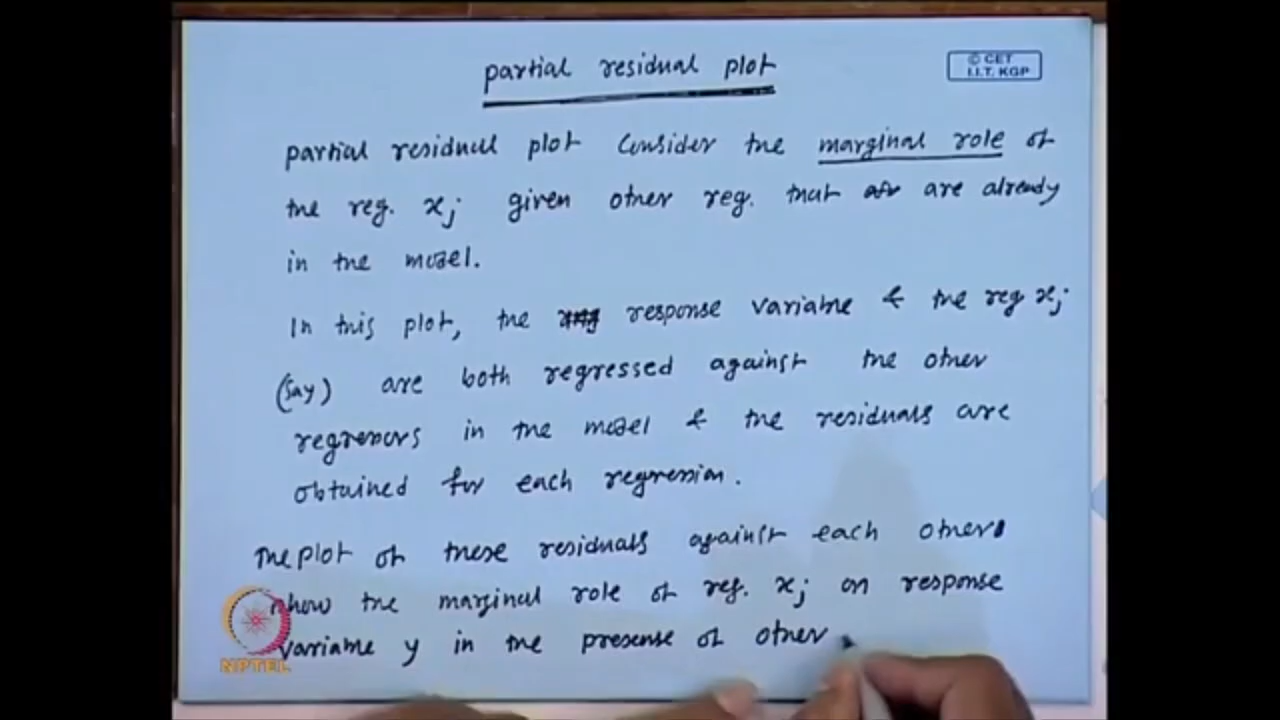 partial residual plot
© CET
I.I.T. KGP
partial residual plot consider the marginal role of
the reg. xj given other reg. that are already
in the model.
In this plot, the response variable & the reg xj
(say) are both regressed against the other
regressors in the model & the residuals are
obtained for each regression.
The plot of these residuals against each other
show the marginal role of reg. xj on response
variable y in the presense of other
NPTEL